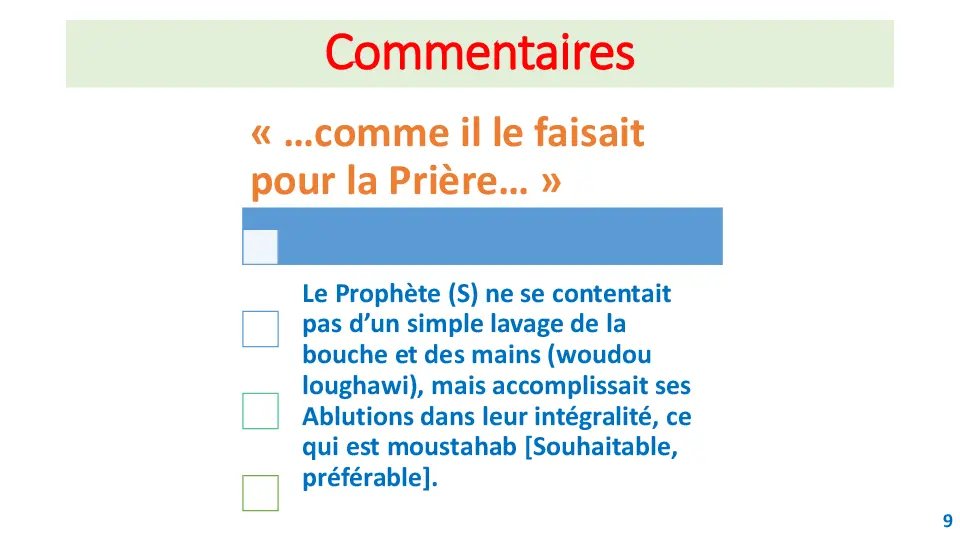 Commentaires
« …comme il le faisait
pour la Prière… »
Le Prophète (S) ne se contentait
pas d’un simple lavage de la
bouche et des mains (woudou
loughawi), mais accomplissait ses
Ablutions dans leur intégralité, ce
qui est moustahab [Souhaitable,
préférable].
9